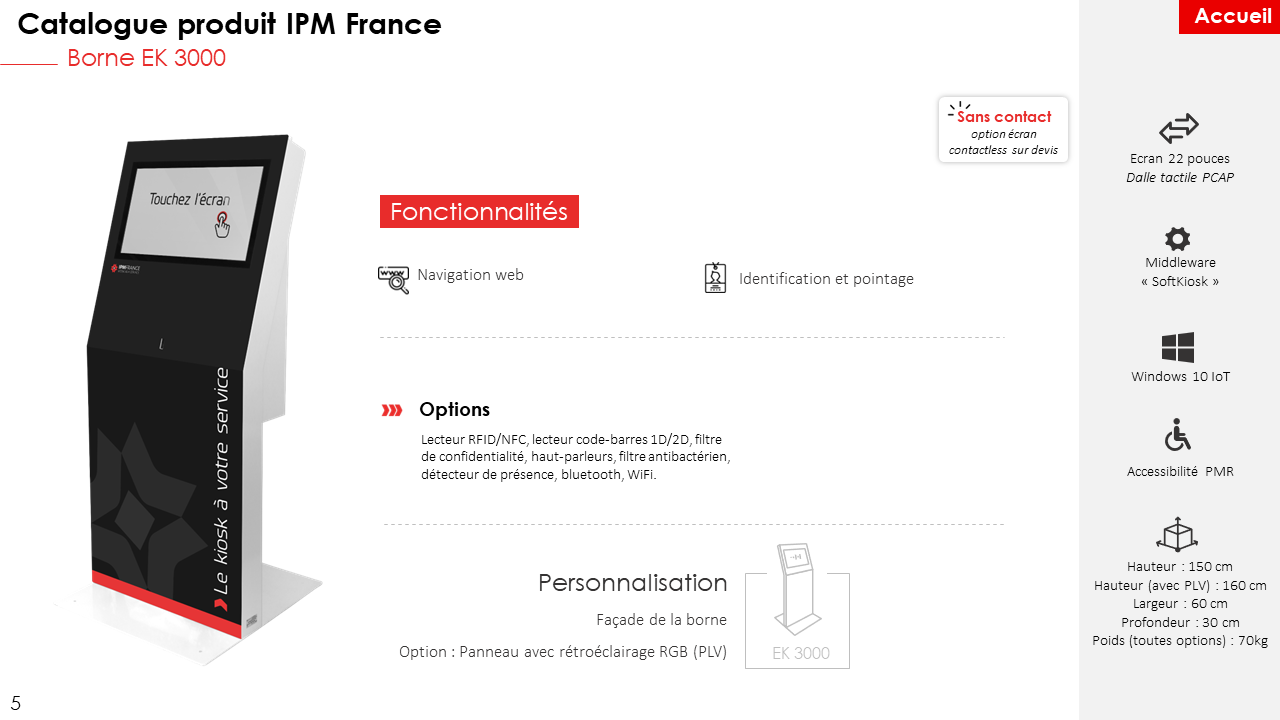 Catalogue produit IPM France
Accueil
Borne EK 3000
Sans contact
option écran
contactless sur devis
Touchez l'écran
IPMFRANCE
Le kiosk à votre service
Fonctionnalités
www
Navigation web
Identification et pointage
Options
Lecteur RFID/NFC, lecteur code-barres 1D/2D, filtre
de confidentialité, haut-parleurs, filtre antibactérien,
détecteur de présence, bluetooth, WiFi.
Personnalisation
Façade de la borne
Option : Panneau avec rétroéclairage RGB (PLV)
EK 3000
Ecran 22 pouces
Dalle tactile PCAP
Middleware
« SoftKiosk »
Windows 10 IoT
Accessibilité PMR
Hauteur : 150 cm
Hauteur (avec PLV) : 160 cm
Largeur : 60 cm
Profondeur : 30 cm
Poids (toutes options) : 70kg
5